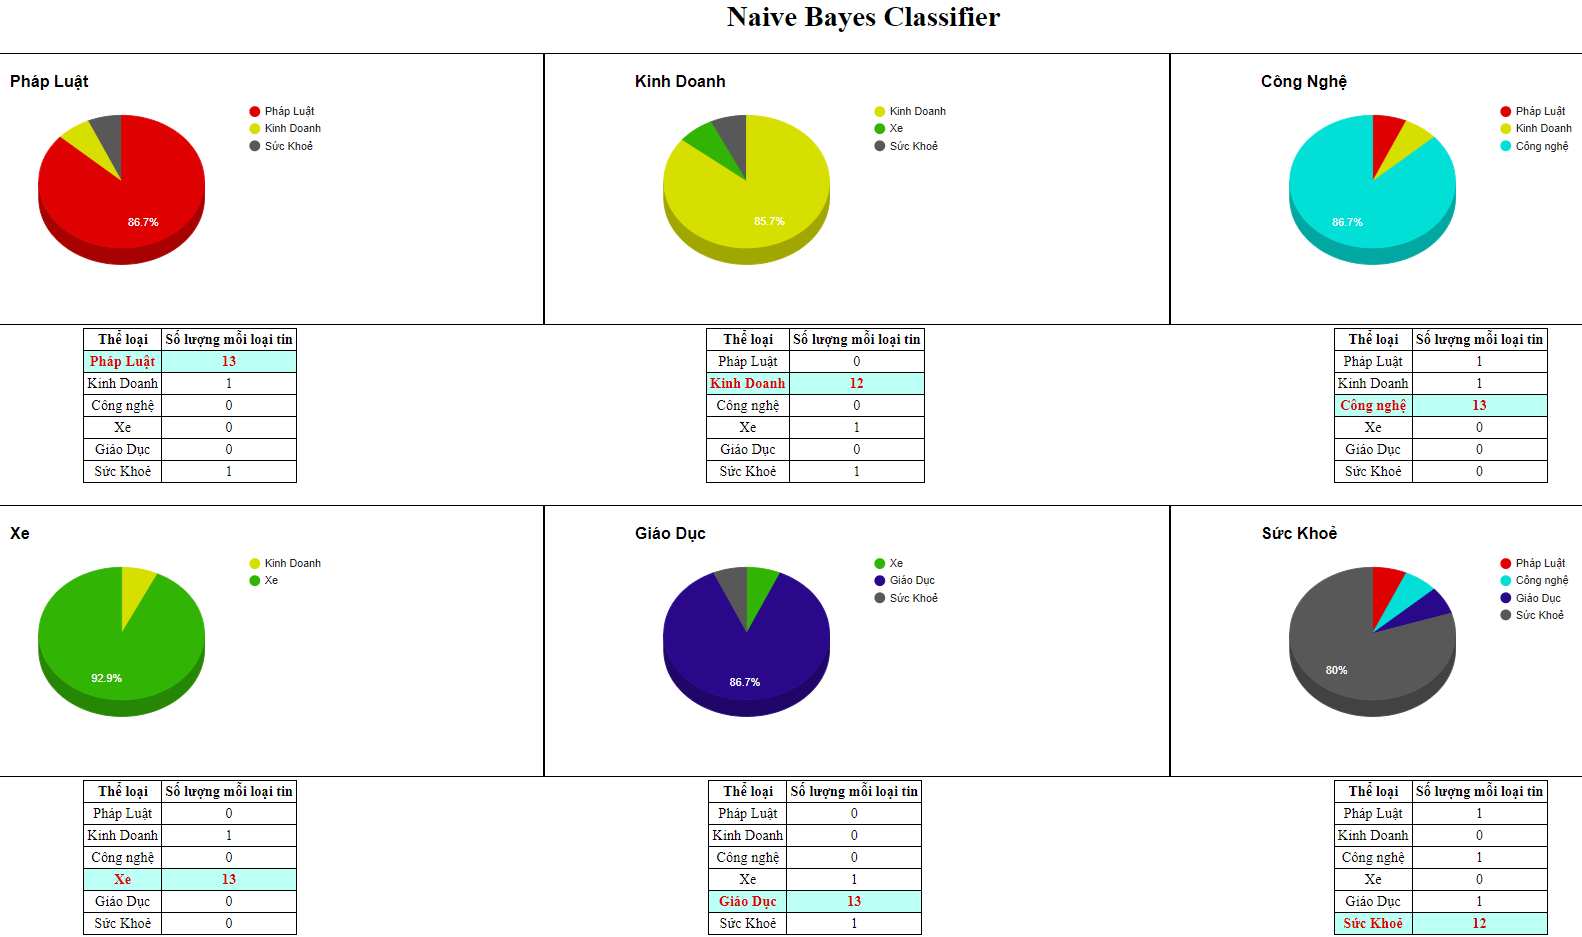 Naive Bayes Classifier
Pháp Luật
Pháp Luật
Kinh Doanh
Sức Khoẻ
86.7%
Kinh Doanh
Kinh Doanh
Xe
Sức Khoẻ
85.7%
Công Nghệ
Pháp Luật
Kinh Doanh
Công nghệ
86.7%
Thể loại Số lượng mỗi loại tin
Pháp Luật 13
Kinh Doanh 1
Công nghệ 0
Xe 0
Giáo Dục 0
Sức Khoẻ 1
Thể loại Số lượng mỗi loại tin
Pháp Luật 0
Kinh Doanh 12
Công nghệ 0
Xe 1
Giáo Dục 0
Sức Khoẻ 1
Thể loại Số lượng mỗi loại tin
Pháp Luật 1
Kinh Doanh 1
Công nghệ 13
Xe 0
Giáo Dục 0
Sức Khoẻ 0
Xe
Kinh Doanh
Xe
92.9%
Giáo Dục
Xe
Giáo Dục
Sức Khoẻ
86.7%
Sức Khoẻ
Pháp Luật
Công nghệ
Giáo Dục
Sức Khoẻ
80%
Thể loại Số lượng mỗi loại tin
Pháp Luật 0
Kinh Doanh 1
Công nghệ 0
Xe 13
Giáo Dục 0
Sức Khoẻ 0
Thể loại Số lượng mỗi loại tin
Pháp Luật 0
Kinh Doanh 0
Công nghệ 0
Xe 1
Giáo Dục 13
Sức Khoẻ 1
Thể loại Số lượng mỗi loại tin
Pháp Luật 1
Kinh Doanh 0
Công nghệ 1
Xe 0
Giáo Dục 1
Sức Khoẻ 12